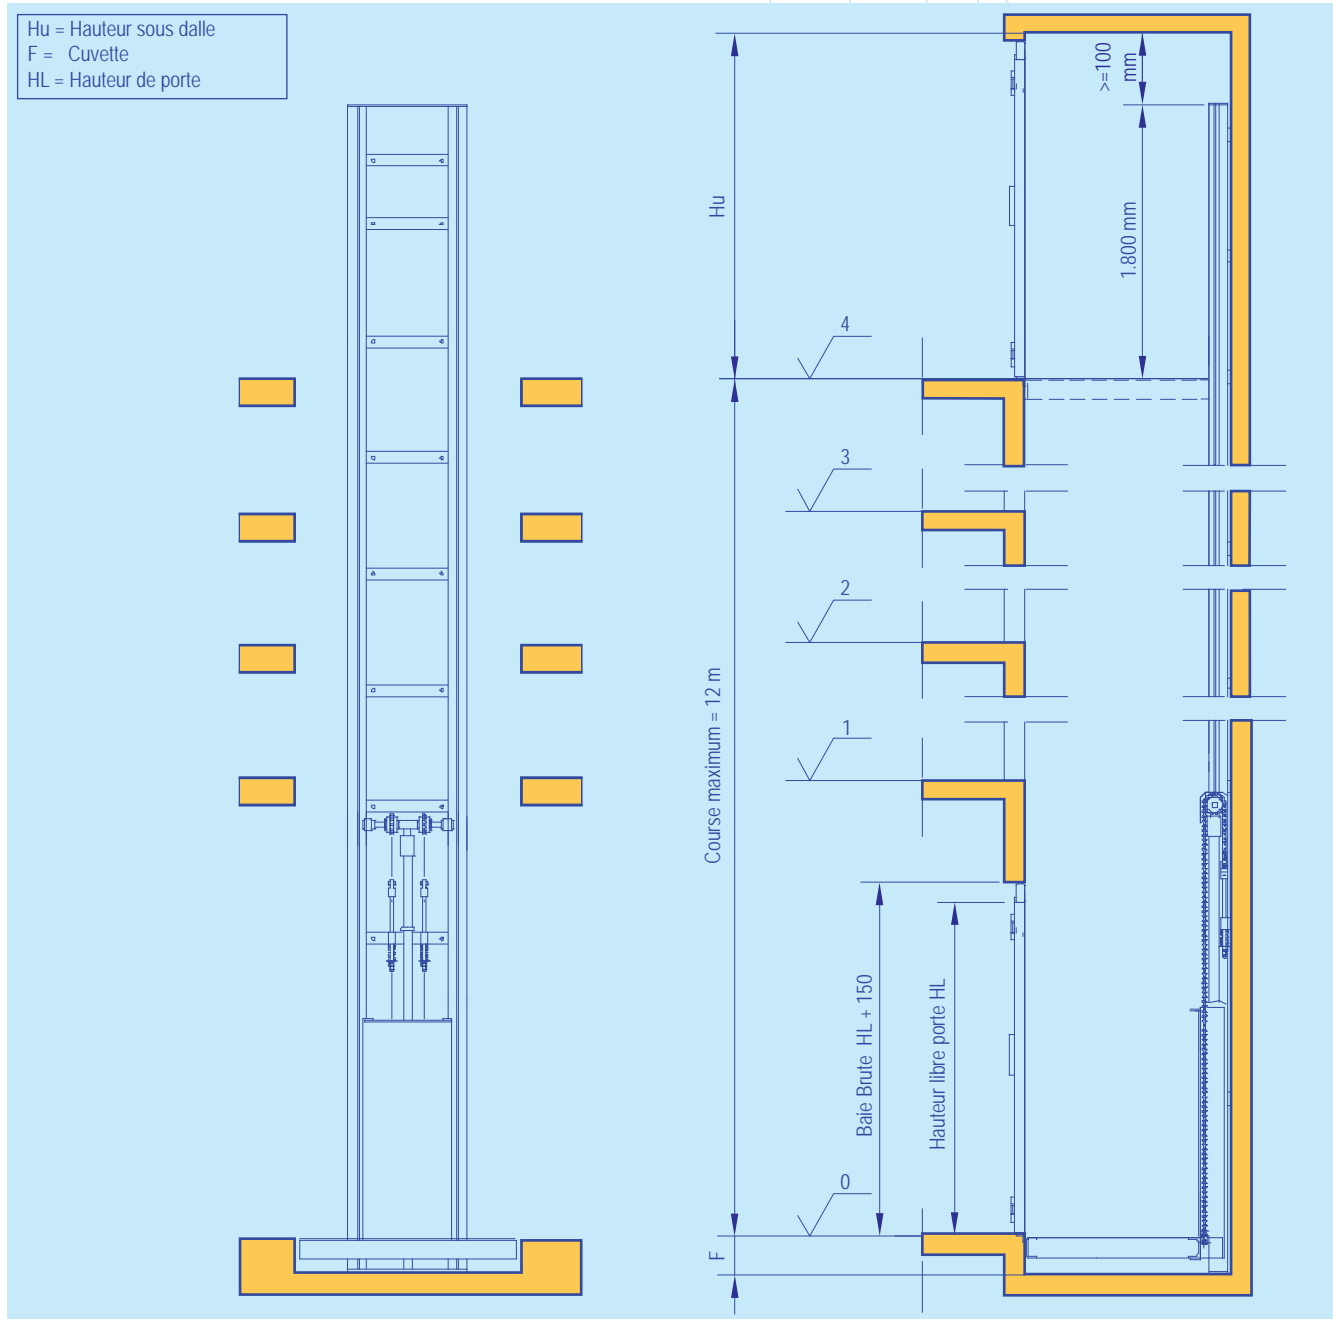 Hu = Hauteur sous dalle
F = Cuvette
HL = Hauteur de porte
>=100
mm
Hu
1.800 mm
4
3
2
1
Course maximum = 12 m
Baie Brute HL + 150
Hauteur libre porte HL
0
F